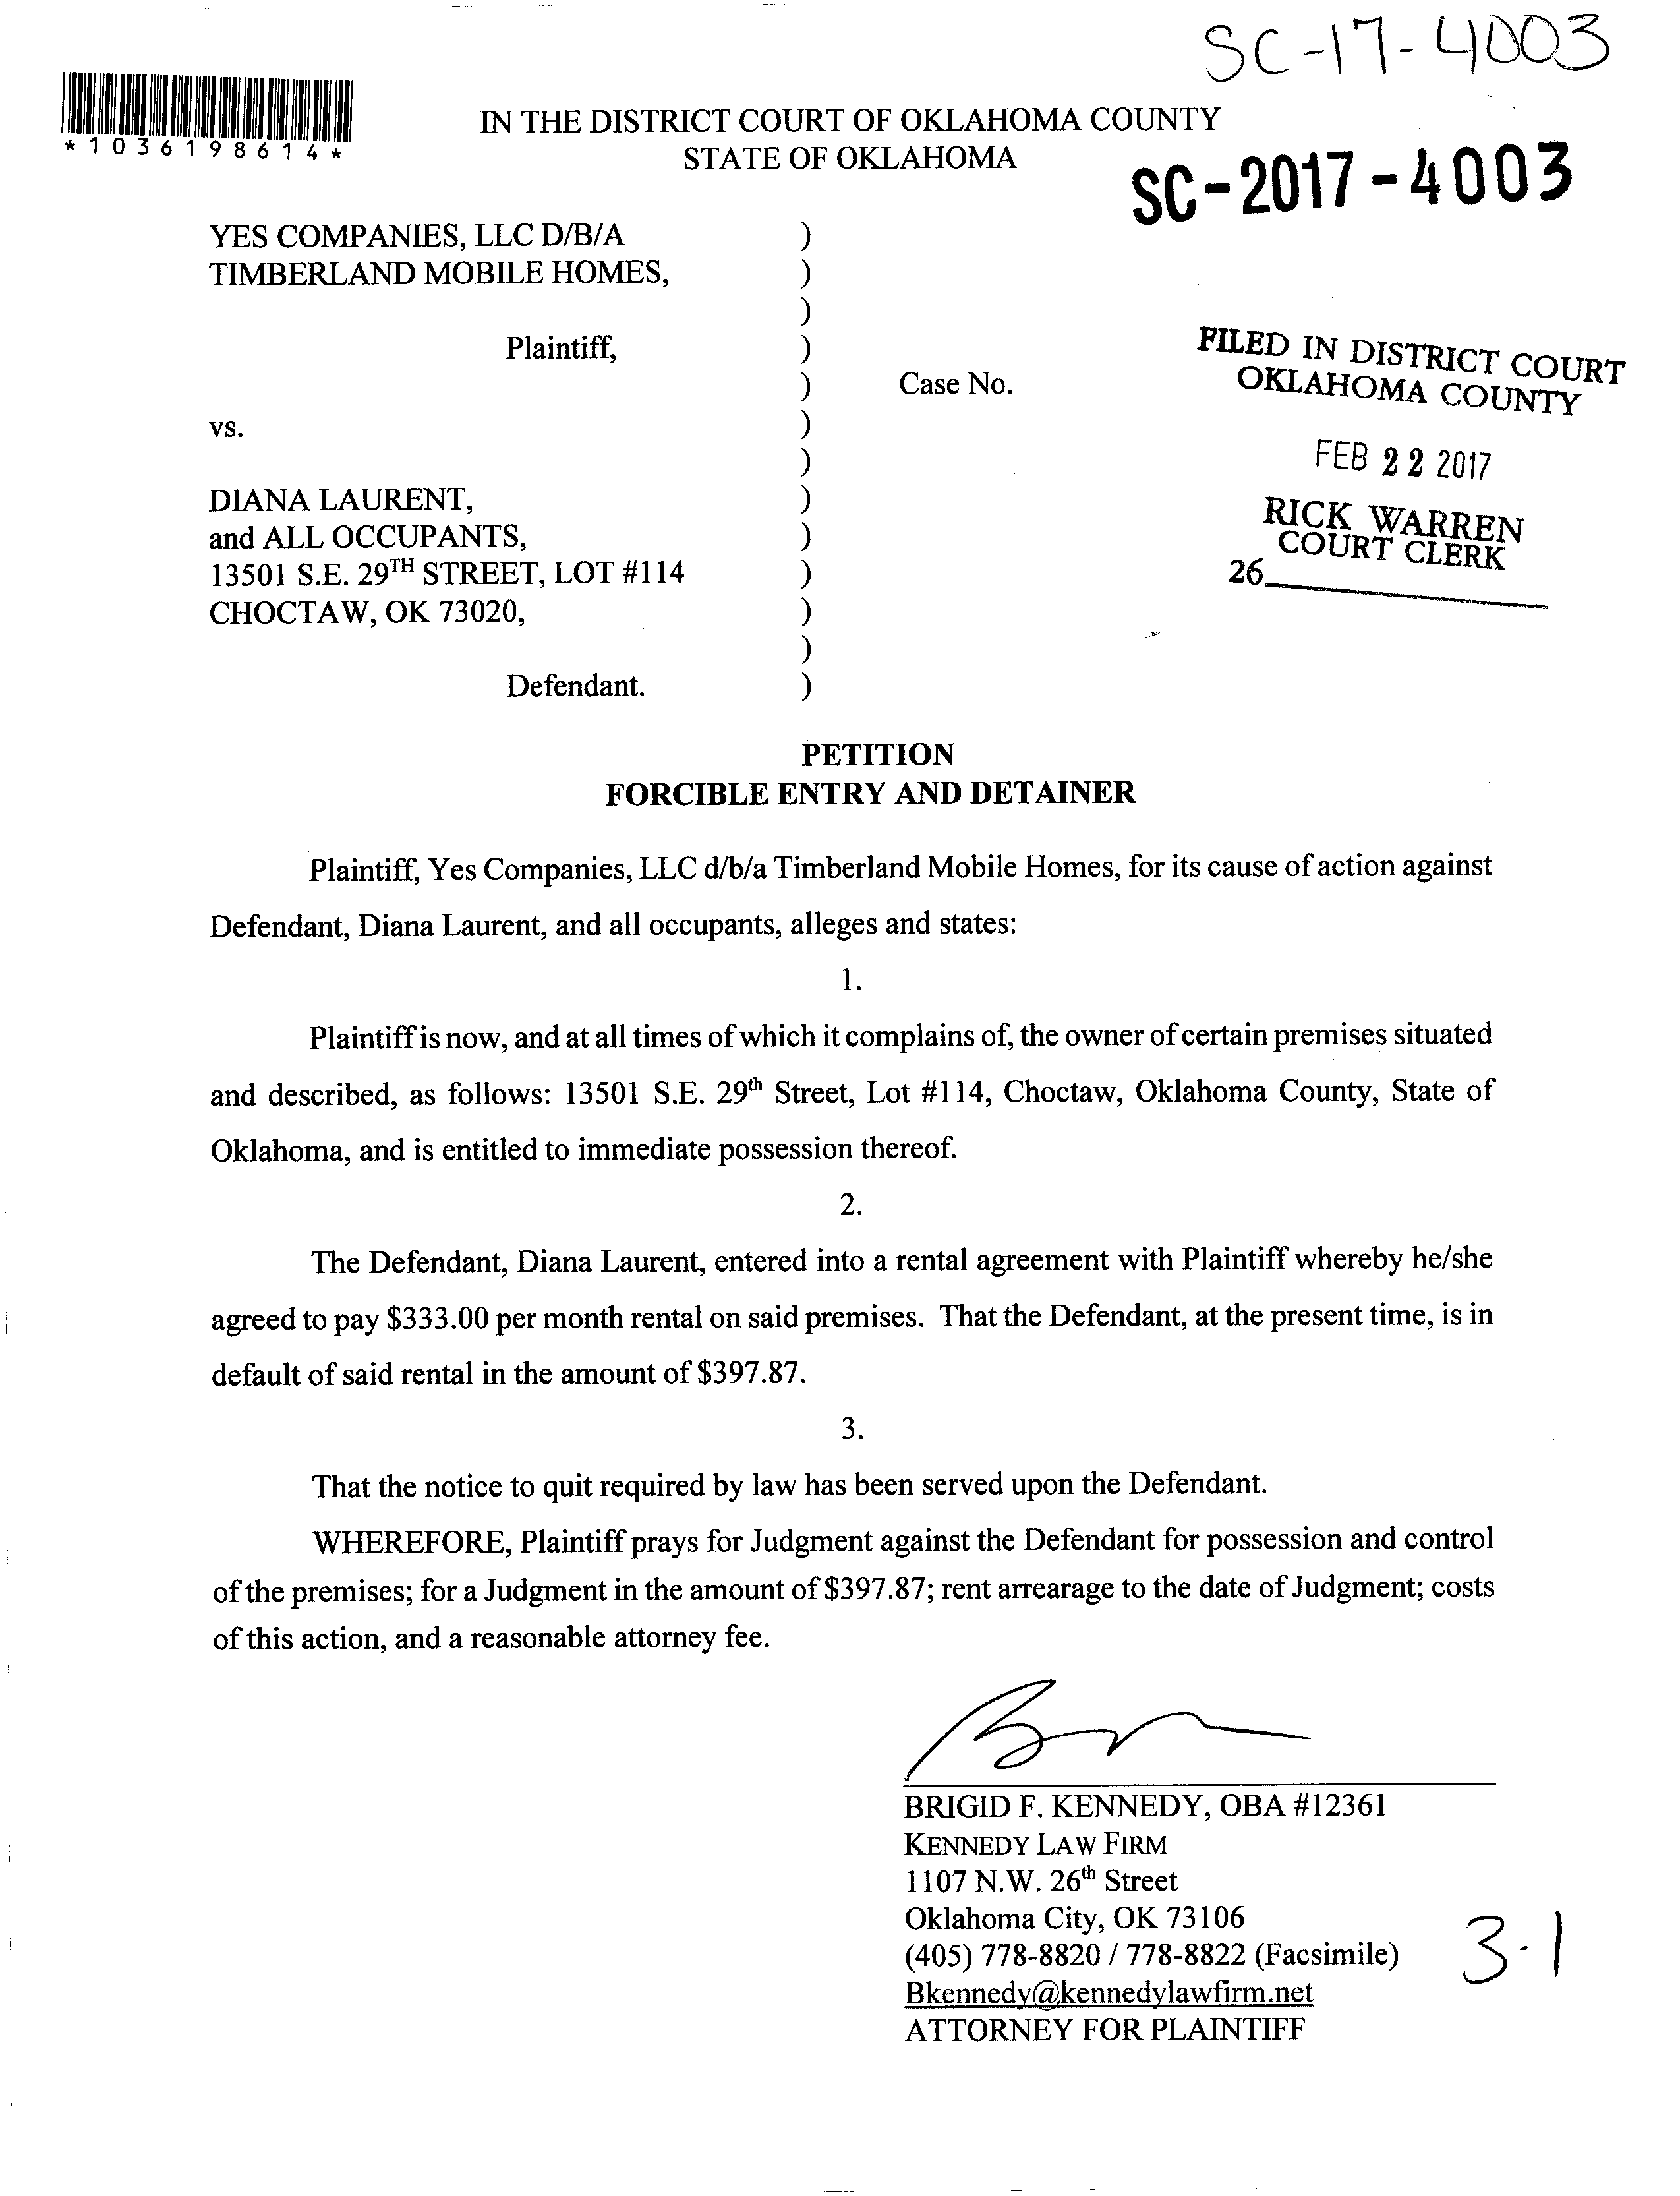 SC-17-4003
*1036198614*
IN THE DISTRICT COURT OF OKLAHOMA COUNTY
STATE OF OKLAHOMA
SC-2017-4003
YES COMPANIES, LLC D/B/A )
TIMBERLAND MOBILE HOMES, )
)
Plaintiff, )
) Case No.
vs. )
)
DIANA LAURENT, )
and ALL OCCUPANTS, )
13501 S.E. 29TH STREET, LOT #114 )
CHOCTAW, OK 73020, )
)
Defendant. )
FILED IN DISTRICT COURT
OKLAHOMA COUNTY
FEB 22 2017
RICK WARREN
COURT CLERK
26
PETITION
FORCIBLE ENTRY AND DETAINER
Plaintiff, Yes Companies, LLC d/b/a Timberland Mobile Homes, for its cause of action against
Defendant, Diana Laurent, and all occupants, alleges and states:
1.
Plaintiff is now, and at all times of which it complains of, the owner of certain premises situated
and described, as follows: 13501 S.E. 29th Street, Lot #114, Choctaw, Oklahoma County, State of
Oklahoma, and is entitled to immediate possession thereof.
2.
The Defendant, Diana Laurent, entered into a rental agreement with Plaintiff whereby he/she
agreed to pay $333.00 per month rental on said premises. That the Defendant, at the present time, is in
default of said rental in the amount of $397.87.
3.
That the notice to quit required by law has been served upon the Defendant.
WHEREFORE, Plaintiff prays for Judgment against the Defendant for possession and control
of the premises; for a Judgment in the amount of $397.87; rent arrearage to the date of Judgment; costs
of this action, and a reasonable attorney fee.
BRIGID F. KENNEDY, OBA #12361
KENNEDY LAW FIRM
1107 N.W. 26th Street
Oklahoma City, OK 73106
(405) 778-8820 / 778-8822 (Facsimile)
Bkennedy@kennedylawfirm.net
ATTORNEY FOR PLAINTIFF
3-1